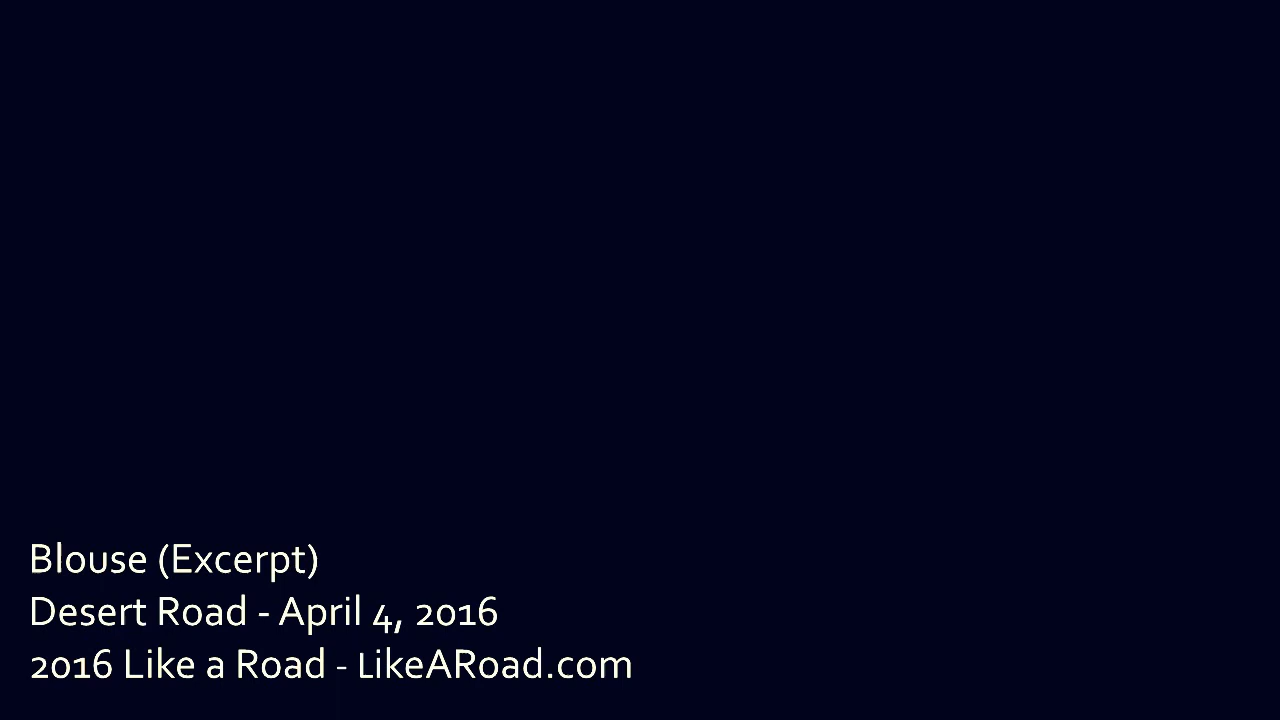 Blouse (Excerpt)
Desert Road - April 4, 2016
2016 Like a Road - LikeARoad.com